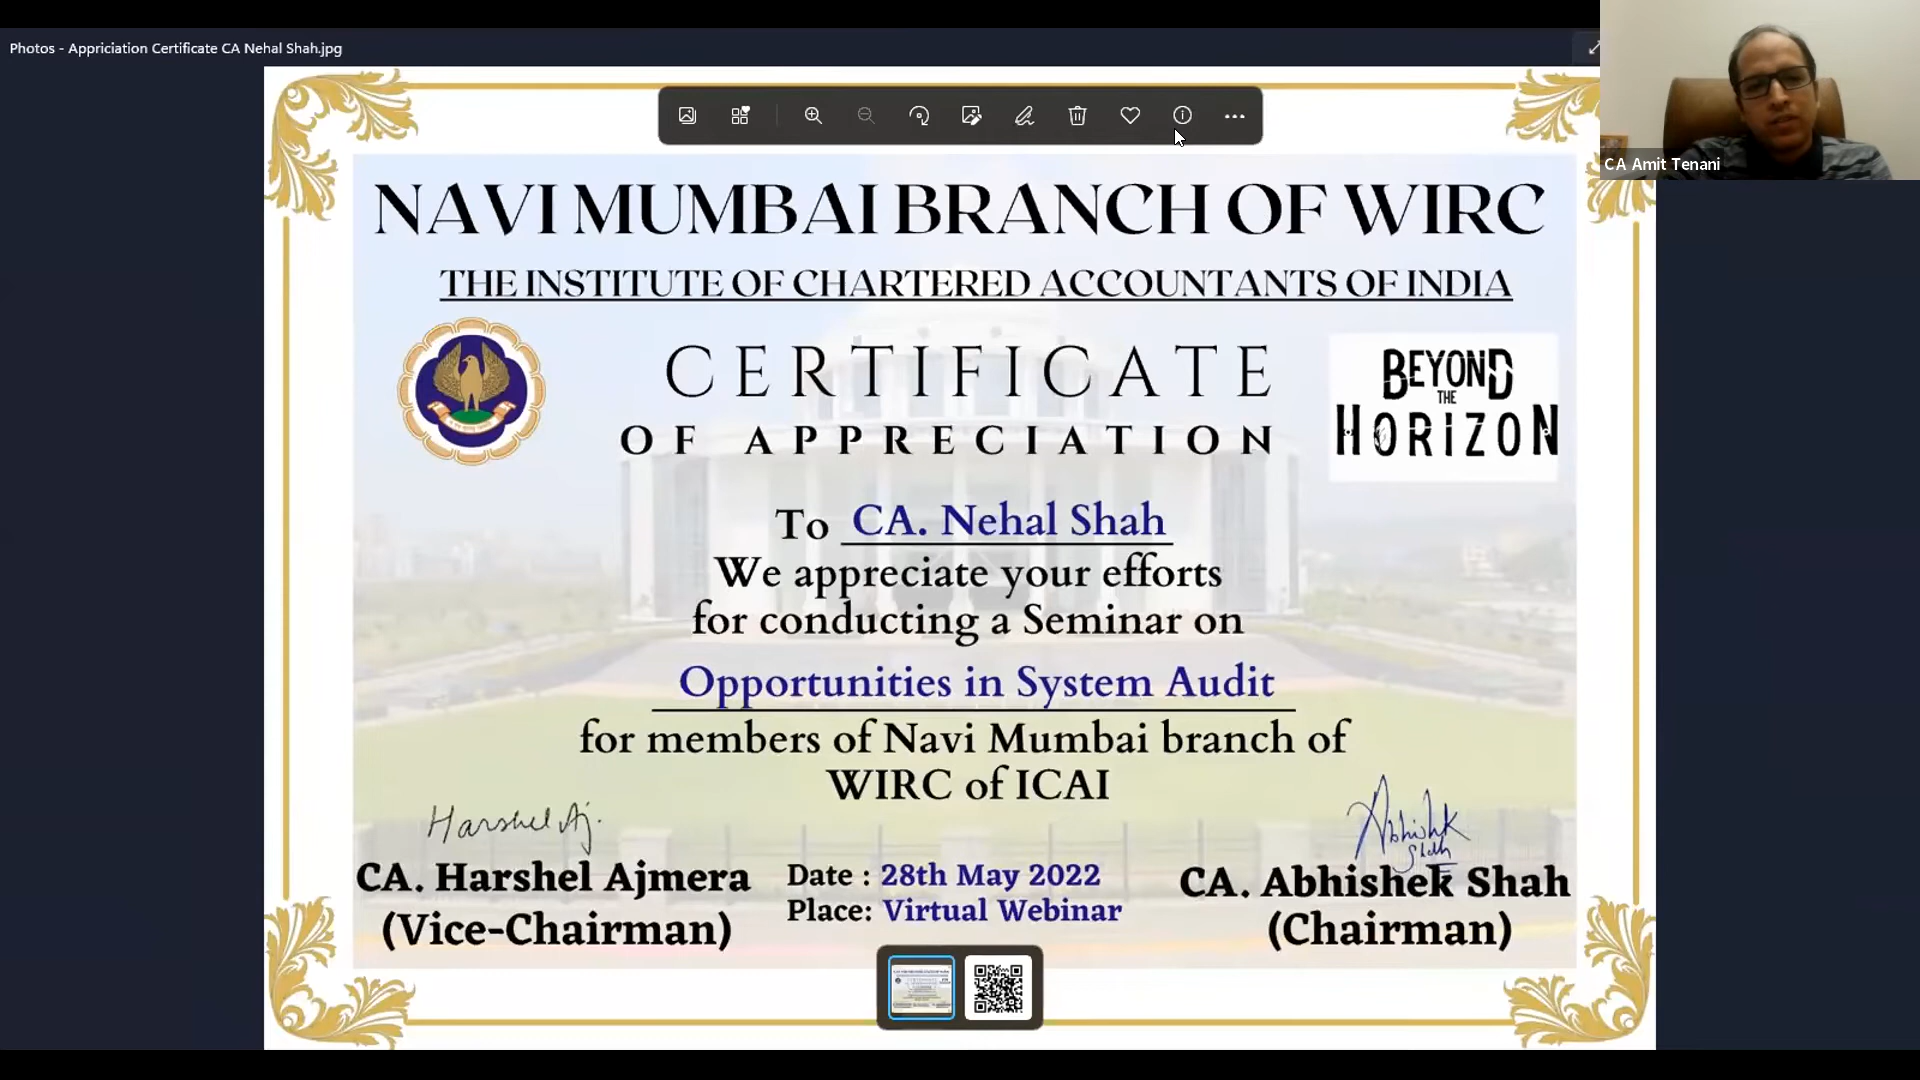 Photos - Appriciation Certificate CA Nehal Shah.jpg
CA Amit Tenani
NAVI MUMBAI BRANCH OF WIRC
THE INSTITUTE OF CHARTERED ACCOUNTANTS OF INDIA
CERTIFICATE
OF APPRECIATION
BEYOND
THE
HORIZON
To CA. Nehal Shah
We appreciate your efforts
for conducting a Seminar on
Opportunities in System Audit
for members of Navi Mumbai branch of
WIRC of ICAI
Harshel Aj.
Abhishek
Shah
CA. Harshel Ajmera
(Vice-Chairman)
Date : 28th May 2022
Place: Virtual Webinar
CA. Abhishek Shah
(Chairman)